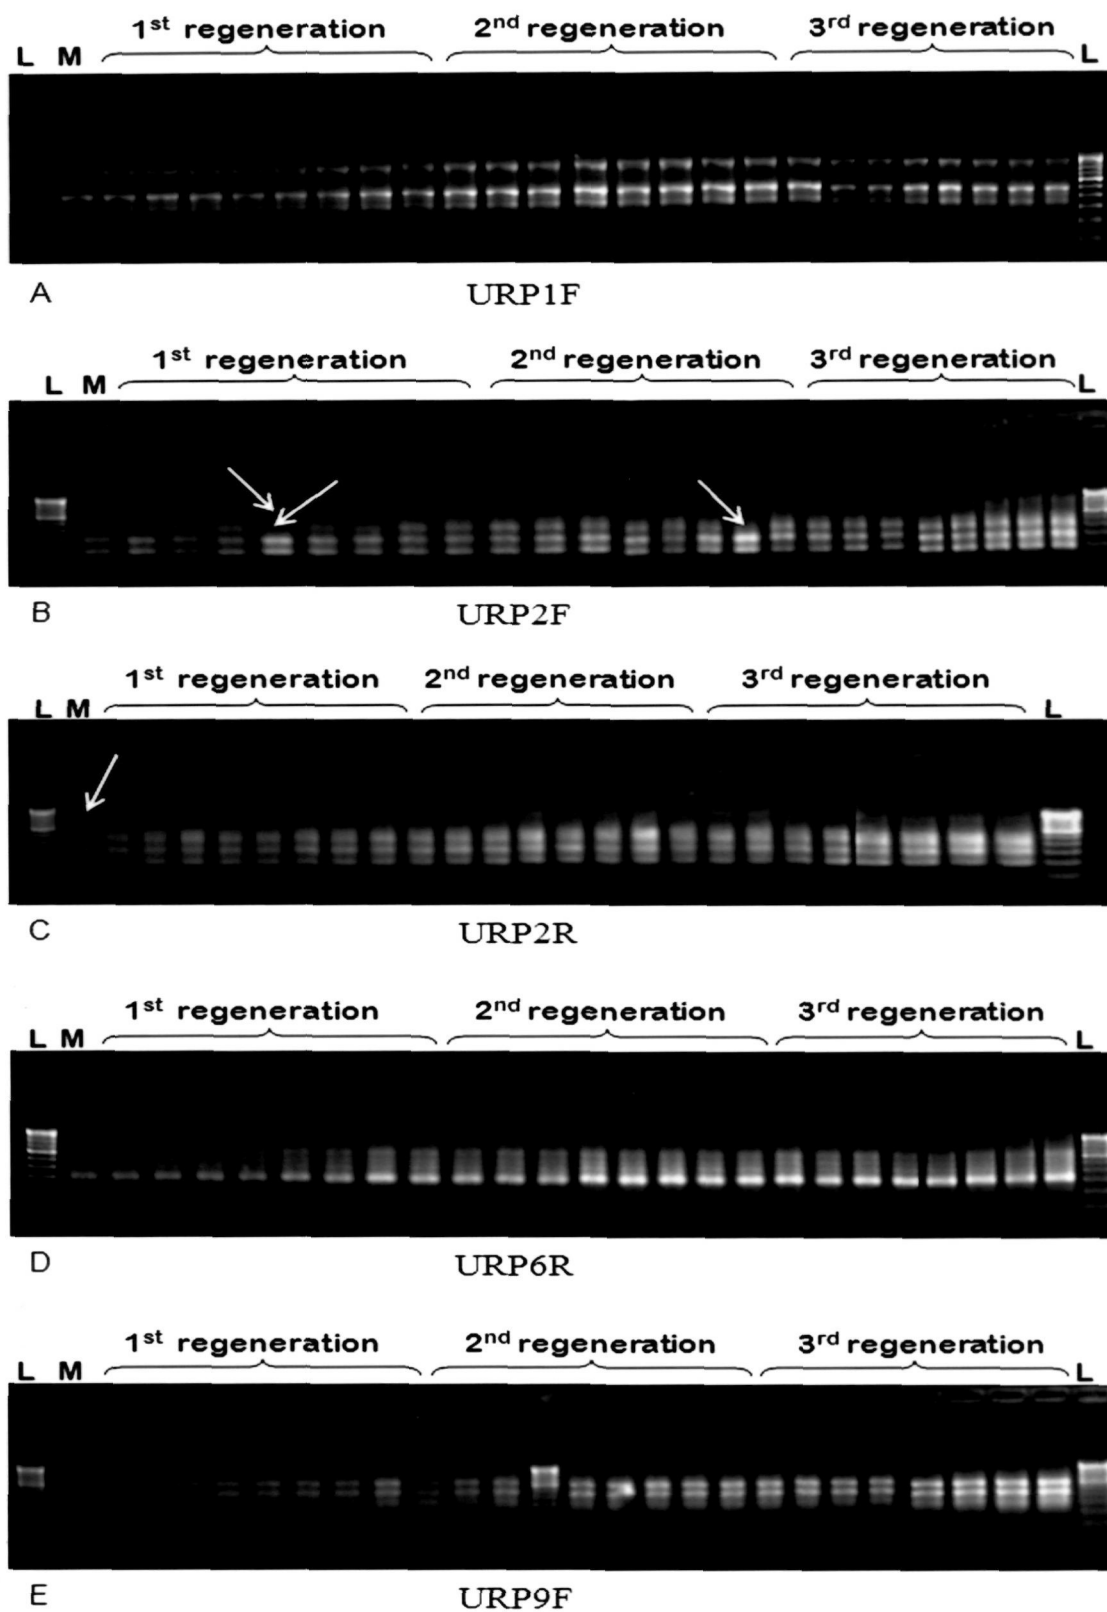 1st regeneration 2nd regeneration 3rd regeneration
L M L
A URP1F
1st regeneration 2nd regeneration 3rd regeneration
L M L
B URP2F
1st regeneration 2nd regeneration 3rd regeneration
L M L
C URP2R
1st regeneration 2nd regeneration 3rd regeneration
L M L
D URP6R
1st regeneration 2nd regeneration 3rd regeneration
L M L
E URP9F